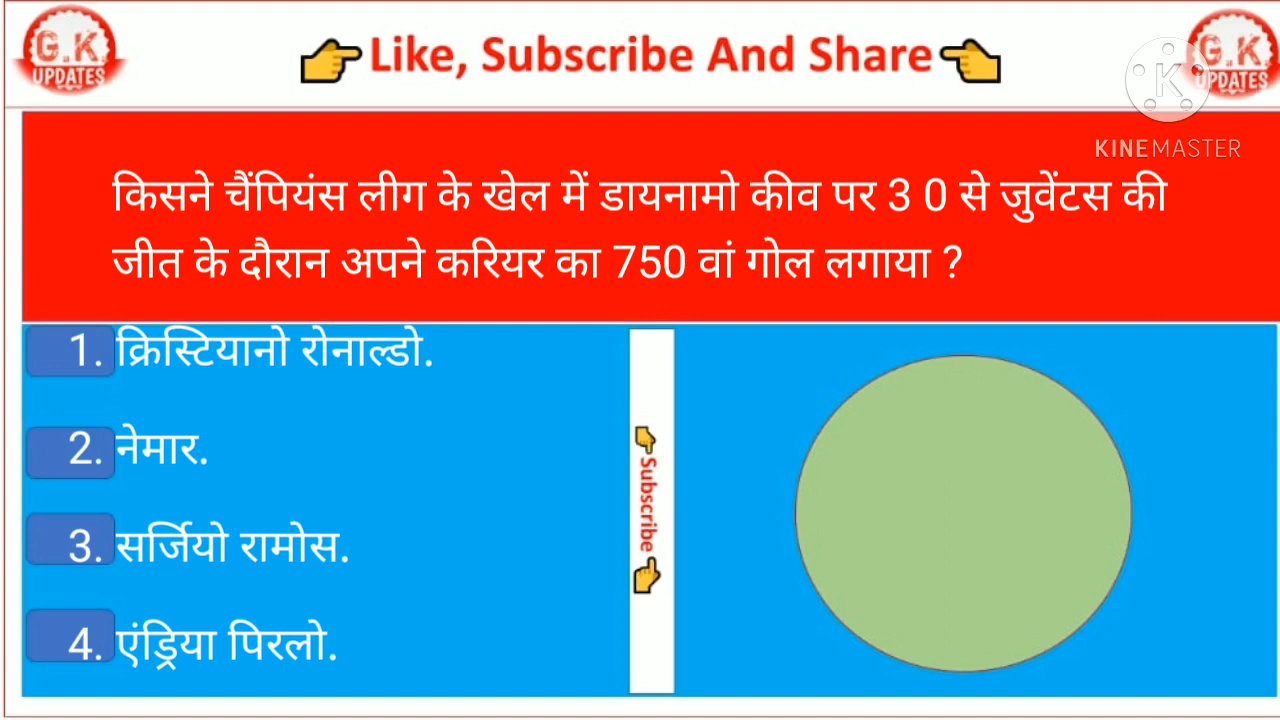 G.K.
UPDATES
Like, Subscribe And Share
G.K.
UPDATES
K
KINEMASTER
किसने चैंपियंस लीग के खेल में डायनामो कीव पर 3 0 से जुवेंटस की
जीत के दौरान अपने करियर का 750 वां गोल लगाया ?
1. क्रिस्टियानो रोनाल्डो.
2. नेमार.
3. सर्जियो रामोस.
4. एंड्रिया पिरलो.
Subscribe